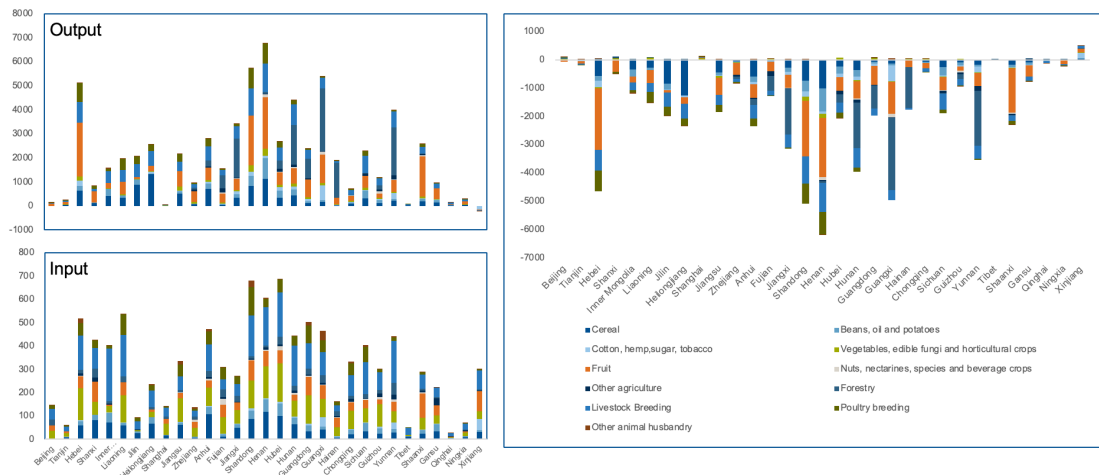 Output
8000
7000
6000
5000
4000
3000
2000
1000
0
-1000
Input
800
700
600
500
400
300
200
100
0
Beijing
Tianjin
Hebei
Shanxi
Inner...
Liaoning
Jilin
Heilongjiang
Shanghai
Jiangsu
Zhejiang
Anhui
Fujian
Jiangxi
Shandong
Henan
Hubei
Hunan
Guangdong
Guangxi
Hainan
Chongqing
Sichuan
Guizhou
Yunnan
Tibet
Shaanxi
Gansu
Qinghai
Ningxia
Xinjiang
1000
0
-1000
-2000
-3000
-4000
-5000
-6000
-7000
Beijing
Tianjin
Hebei
Shanxi
Inner Mongolia
Liaoning
Jilin
Heilongjiang
Shanghai
Jiangsu
Zhejiang
Anhui
Fujian
Jiangxi
Shandong
Henan
Hubei
Hunan
Guangdong
Guangxi
Hainan
Chongqing
Sichuan
Guizhou
Yunnan
Tibet
Shaanxi
Gansu
Qinghai
Ningxia
Xinjiang
Cereal
Beans, oil and potatoes
Cotton, hemp,sugar, tobacco
Vegetables, edible fungi and horticultural crops
Fruit
Nuts, nectarines, species and beverage crops
Other agriculture
Forestry
Livestock Breeding
Poultry breeding
Other animal husbandry